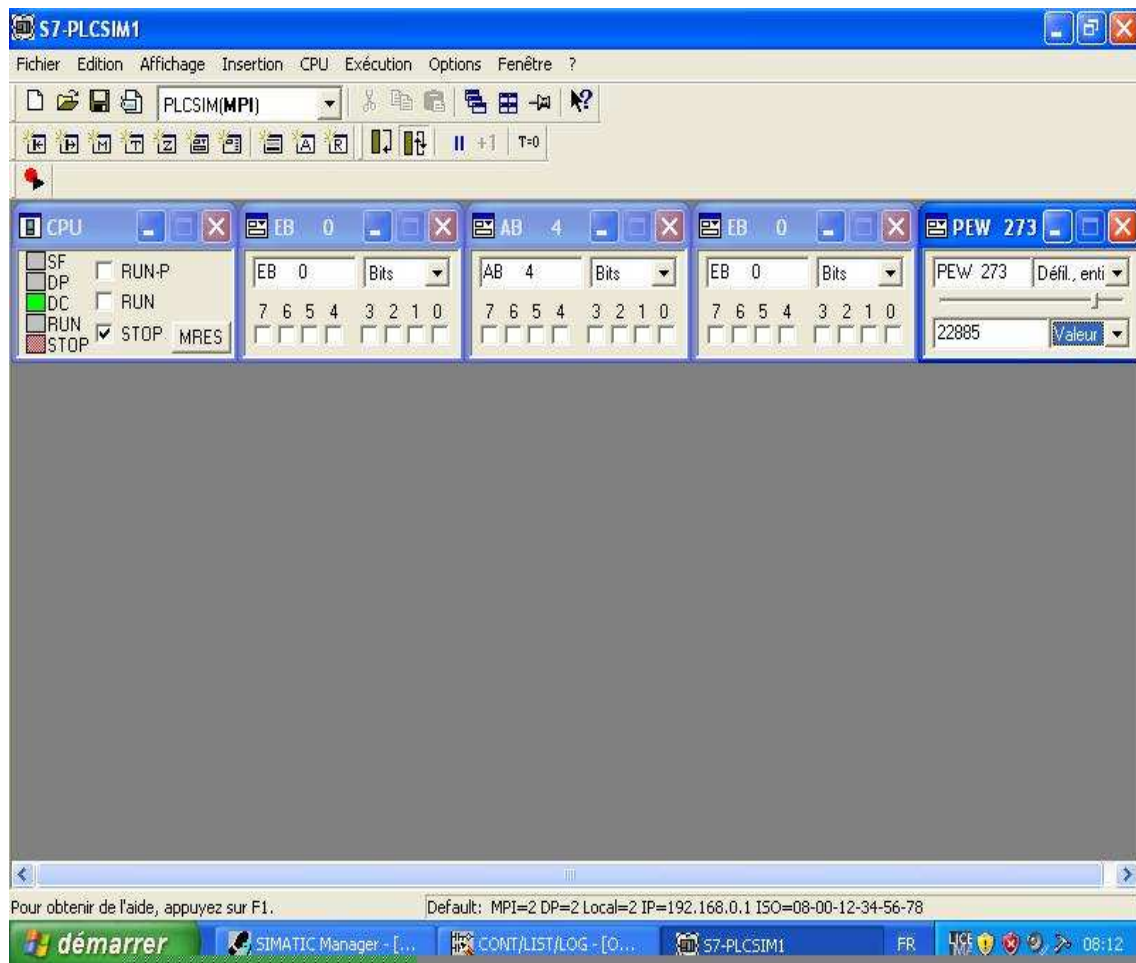 S7-PLCSIM1
Fichier Edition Affichage Insertion CPU Exécution Options Fenêtre ?
PLCSIM(MPI)
+1 T=0
CPU
SF
DP
DC
RUN
STOP
RUN-P
RUN
STOP
MRES
EB 0
EB 0 Bits
7 6 5 4 3 2 1 0
AB 4
AB 4 Bits
7 6 5 4 3 2 1 0
EB 0
EB 0 Bits
7 6 5 4 3 2 1 0
PEW 273
PEW 273 Défil., enti
22885 Valeur
Pour obtenir de l'aide, appuyez sur F1.
Default: MPI=2 DP=2 Local=2 IP=192.168.0.1 ISO=08-00-12-34-56-78
démarrer
SIMATIC Manager - [...
CONT/LIST/LOG - [O...
S7-PLCSIM1
FR
08:12